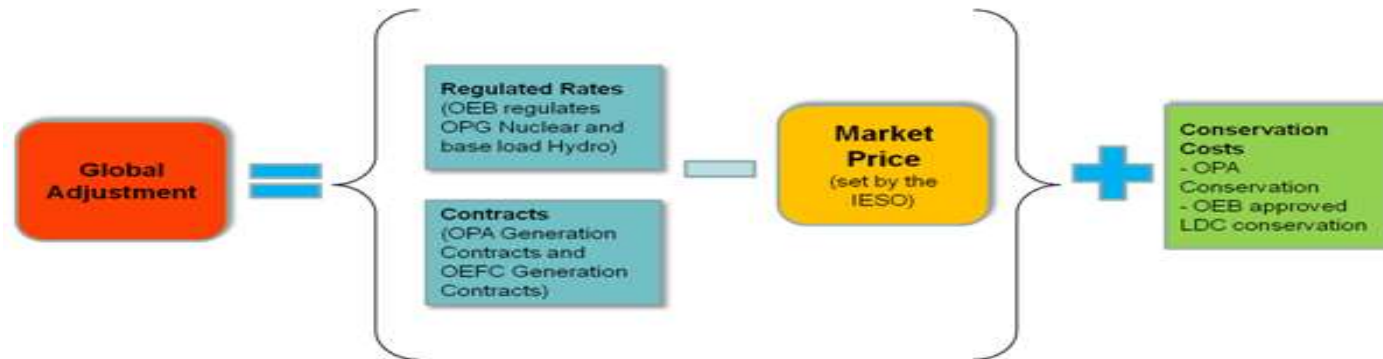 Global
Adjustment
Regulated Rates
(OEB regulates
OPG Nuclear and
base load Hydro)
Contracts
(OPA Generation
Contracts and
OEFC Generation
Contracts)
Market
Price
(set by the
IESO)
Conservation
Costs
- OPA
Conservation
- OEB approved
LDC conservation